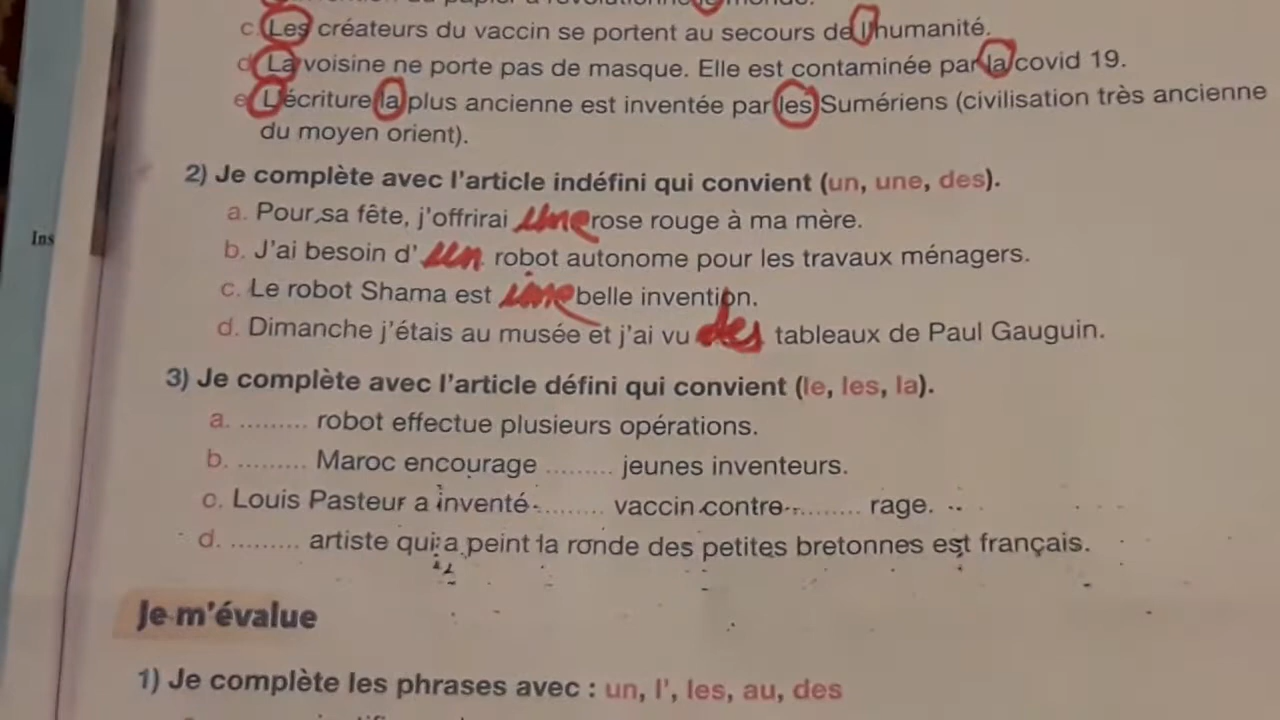 du papier a révolutionné le monde.
c. Les créateurs du vaccin se portent au secours de l'humanité.
d. La voisine ne porte pas de masque. Elle est contaminée par la covid 19.
e. L'écriture la plus ancienne est inventée par les Sumériens (civilisation très ancienne
du moyen orient).
2) Je complète avec l'article indéfini qui convient (un, une, des).
Ins
a. Pour sa fête, j'offrirai une rose rouge à ma mère.
b. J'ai besoin d' un robot autonome pour les travaux ménagers.
c. Le robot Shama est une belle invention.
d. Dimanche j'étais au musée et j'ai vu des tableaux de Paul Gauguin.
3) Je complète avec l'article défini qui convient (le, les, la).
a. ......... robot effectue plusieurs opérations.
b. ......... Maroc encourage ......... jeunes inventeurs.
c. Louis Pasteur a inventé ......... vaccin contre ......... rage.
d. ......... artiste qui a peint la ronde des petites bretonnes est français.
Je m'évalue
1) Je complète les phrases avec : un, l', les, au, des